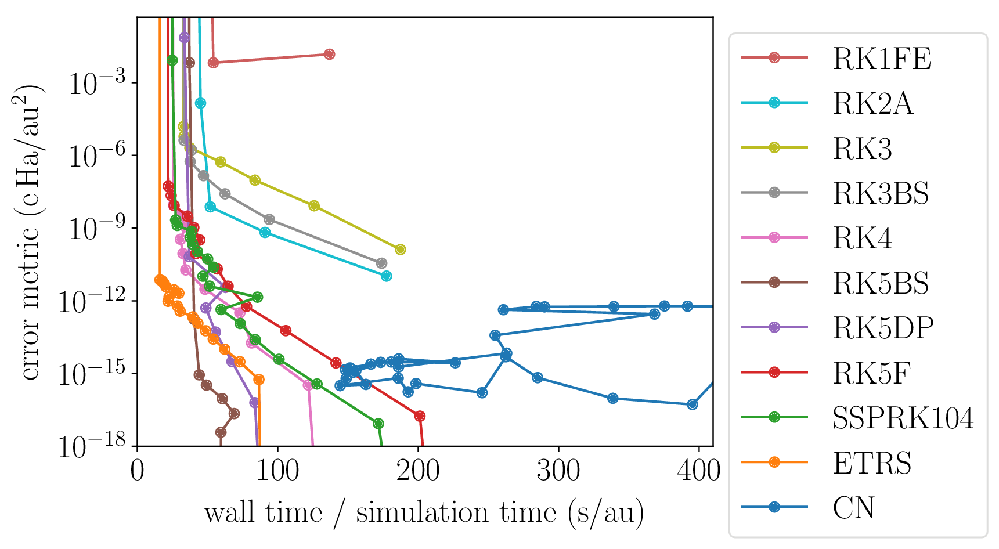 error metric (e Ha/au²)
10⁻³
10⁻⁶
10⁻⁹
10⁻¹²
10⁻¹⁵
10⁻¹⁸
0 100 200 300 400
wall time / simulation time (s/au)
RK1FE
RK2A
RK3
RK3BS
RK4
RK5BS
RK5DP
RK5F
SSPRK104
ETRS
CN